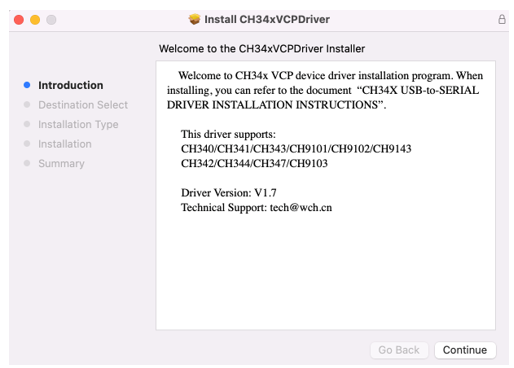 Install CH34xVCPDriver
Welcome to the CH34xVCPDriver Installer
Introduction
Destination Select
Installation Type
Installation
Summary
Welcome to CH34x VCP device driver installation program. When
installing, you can refer to the document “CH34X USB-to-SERIAL
DRIVER INSTALLATION INSTRUCTIONS”.
This driver supports:
CH340/CH341/CH343/CH9101/CH9102/CH9143
CH342/CH344/CH347/CH9103
Driver Version: V1.7
Technical Support: tech@wch.cn
Go Back
Continue